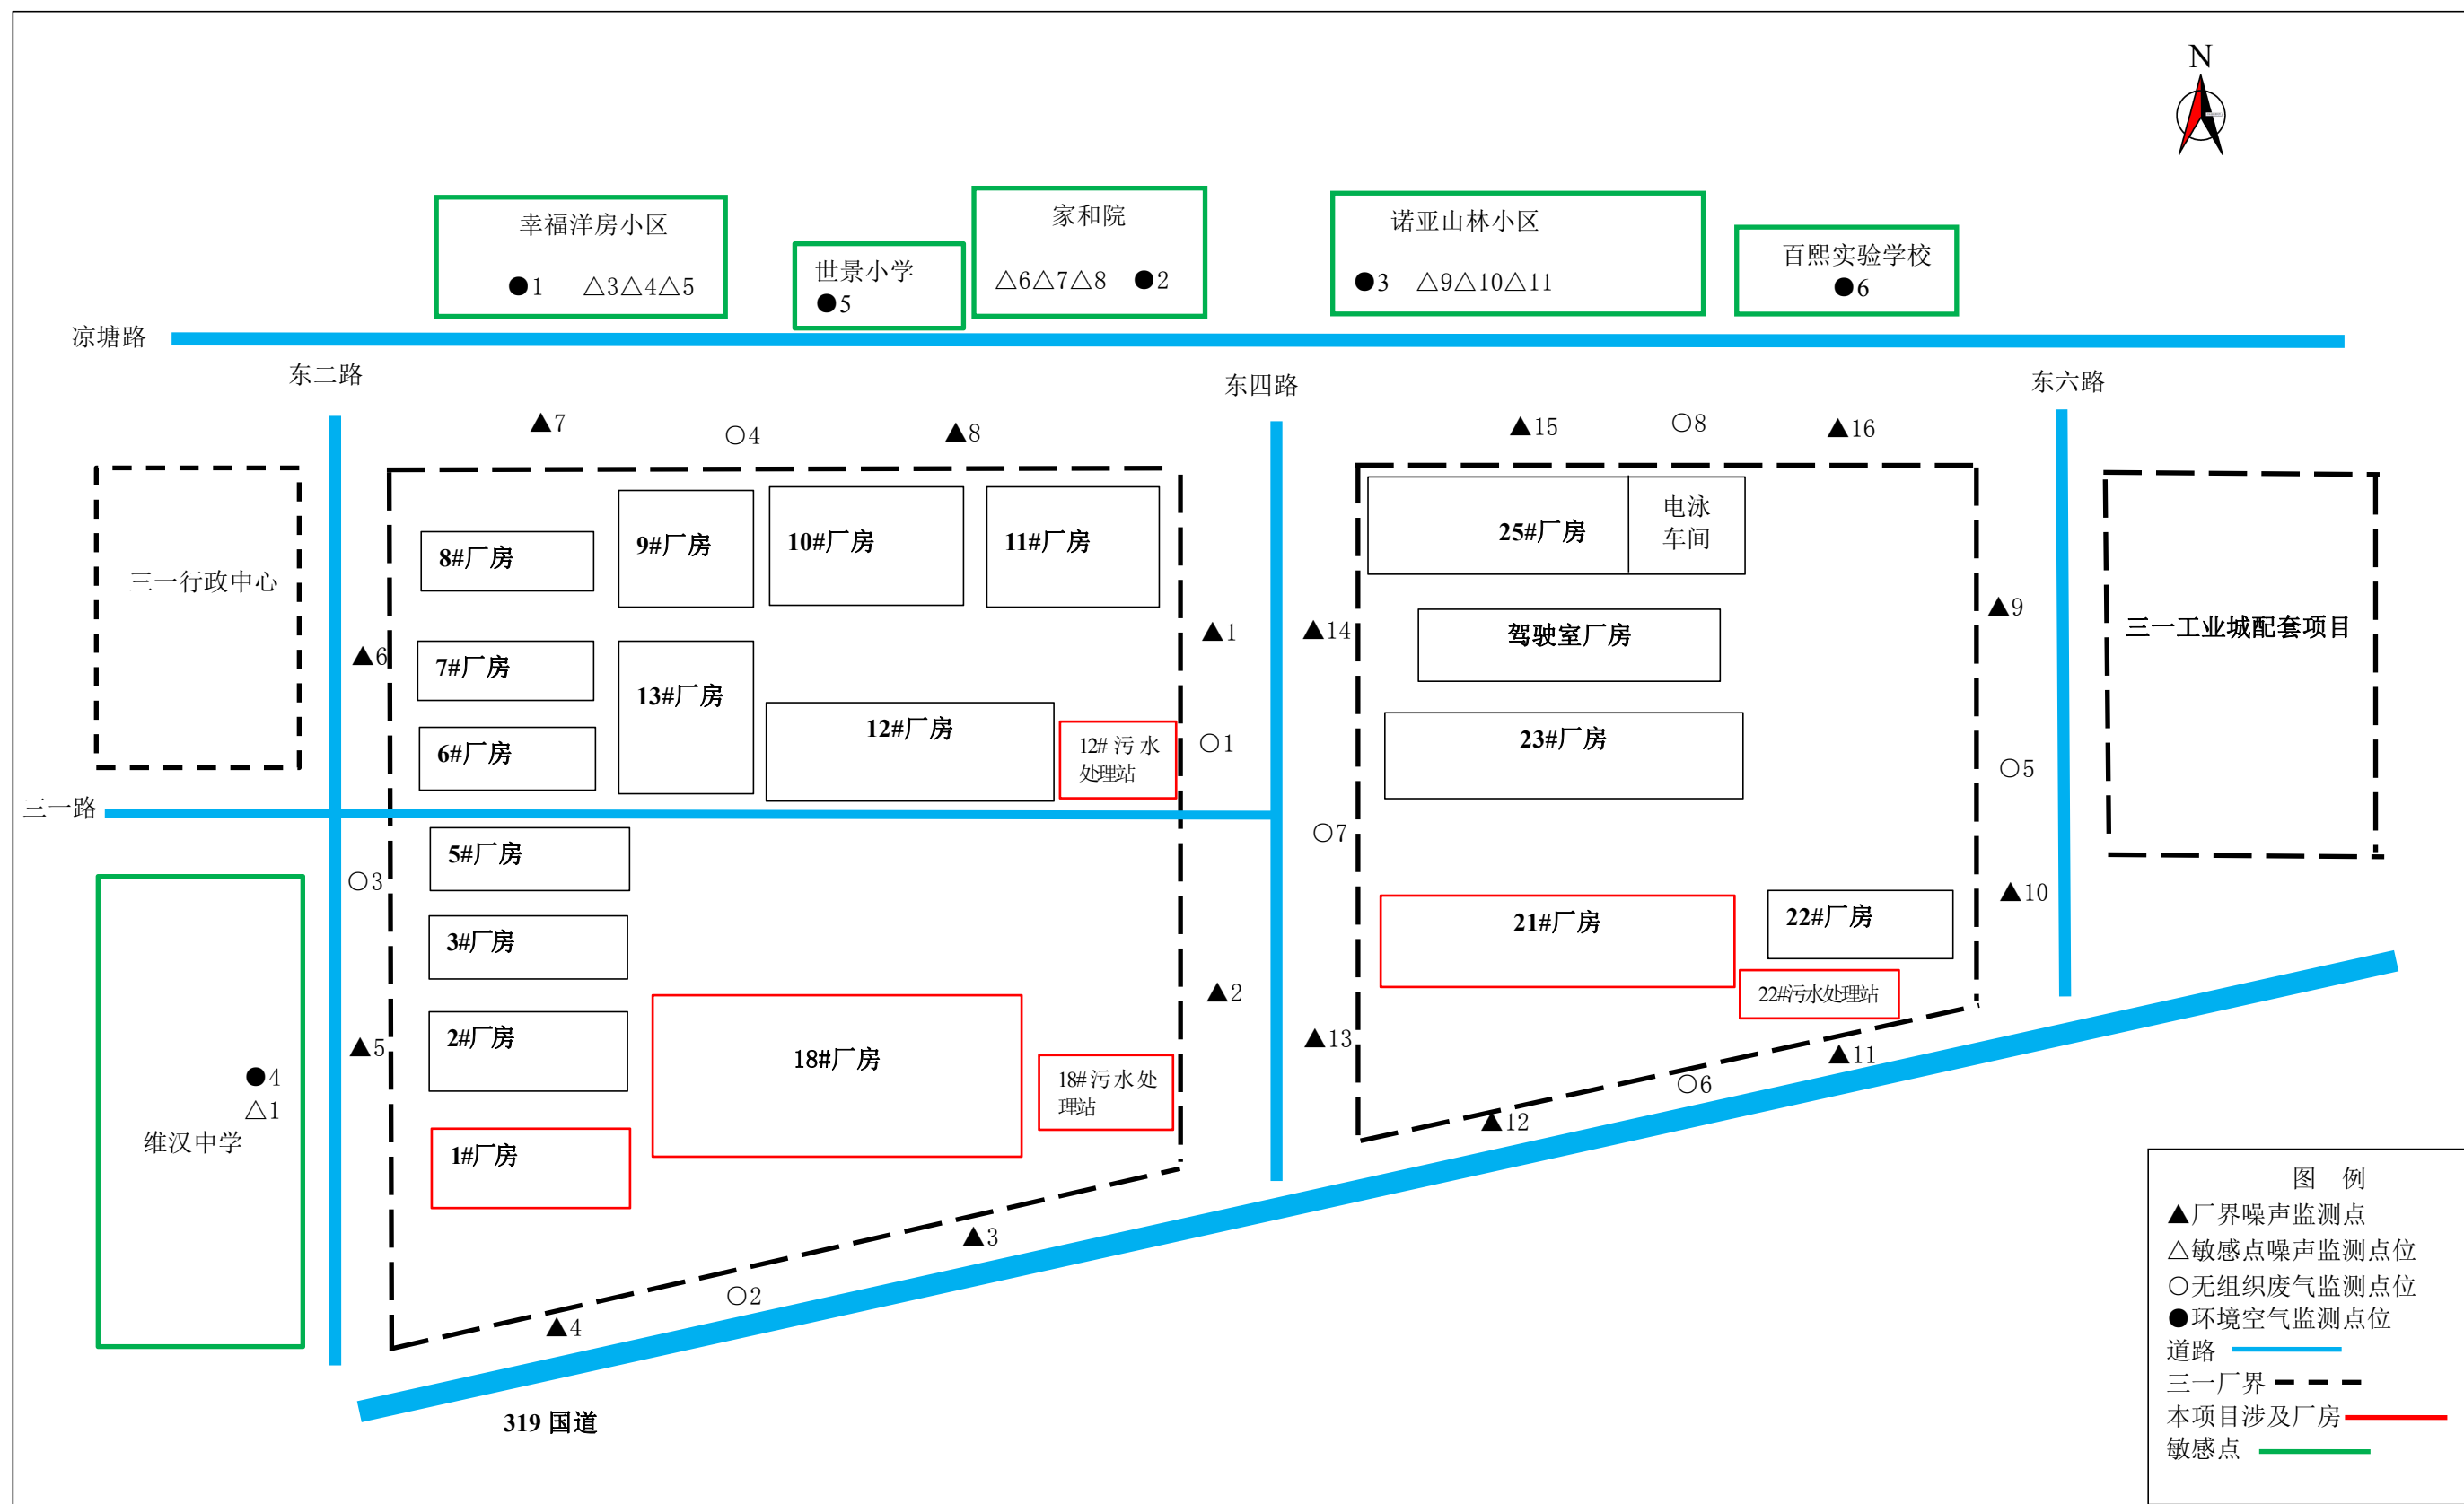 N
幸福洋房小区
●1 △3△4△5
世景小学
●5
家和院
△6△7△8 ●2
诺亚山林小区
●3 △9△10△11
百熙实验学校
●6
凉塘路
东二路
东四路
东六路
▲7
○4
▲8
▲15
○8
▲16
三一行政中心
8#厂房
9#厂房
10#厂房
11#厂房
25#厂房
电泳
车间
▲6
7#厂房
13#厂房
▲1
▲14
驾驶室厂房
▲9
三一工业城配套项目
6#厂房
12#厂房
12# 污 水
处理站
○1
23#厂房
○5
三一路
5#厂房
○7
○3
3#厂房
21#厂房
22#厂房
▲10
22#污水处理站
▲2
▲5
2#厂房
18#厂房
18# 污 水 处
理站
▲13
▲11
○6
▲12
●4
△1
维汉中学
1#厂房
▲3
○2
▲4
319 国道
图 例
▲厂界噪声监测点
△敏感点噪声监测点位
○无组织废气监测点位
●环境空气监测点位
道路
三一厂界
本项目涉及厂房
敏感点